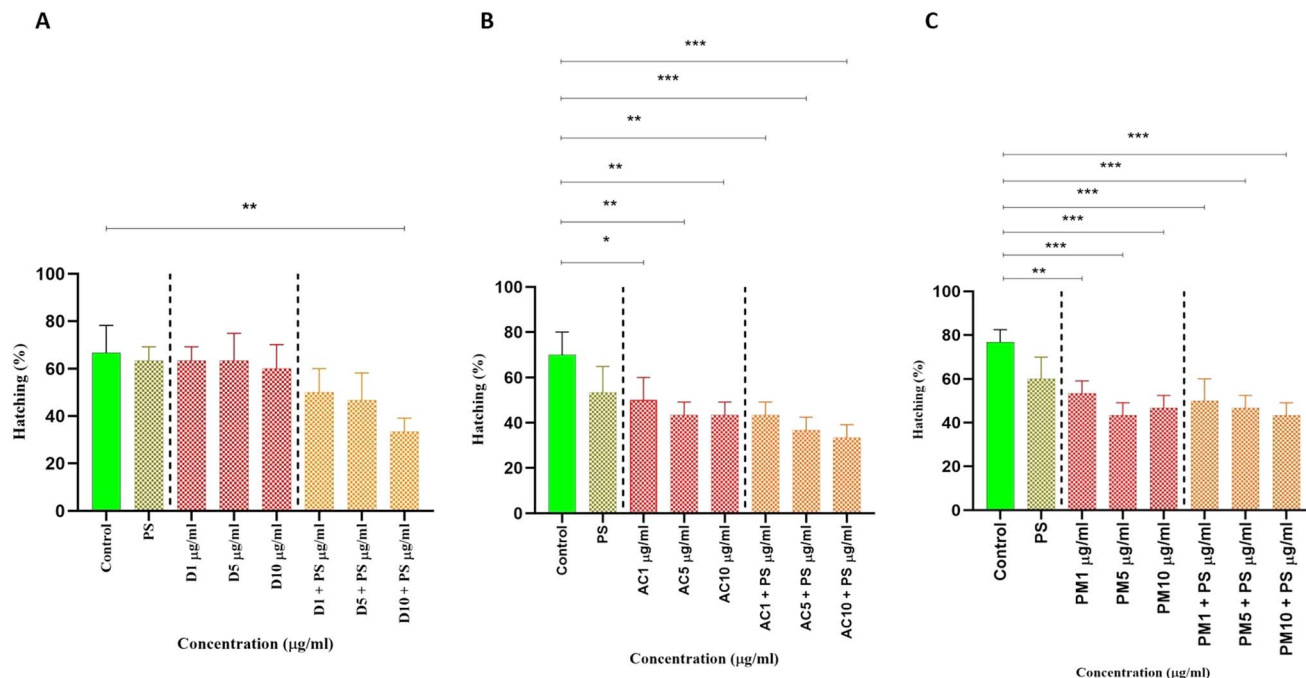 A
**
100
80
60
40
20
0
Hatching (%)
Control
PS
D1 µg/ml
D5 µg/ml
D10 µg/ml
D1 + PS µg/ml
D5 + PS µg/ml
D10 + PS µg/ml
Concentration (µg/ml)
B
***
***
**
**
**
*
100
80
60
40
20
0
Hatching (%)
Control
PS
AC1 µg/ml
AC5 µg/ml
AC10 µg/ml
AC1 + PS µg/ml
AC5 + PS µg/ml
AC10 + PS µg/ml
Concentration (µg/ml)
C
***
***
***
***
***
**
100
80
60
40
20
0
Hatching (%)
Control
PS
PM1 µg/ml
PM5 µg/ml
PM10 µg/ml
PM1 + PS µg/ml
PM5 + PS µg/ml
PM10 + PS µg/ml
Concentration (µg/ml)